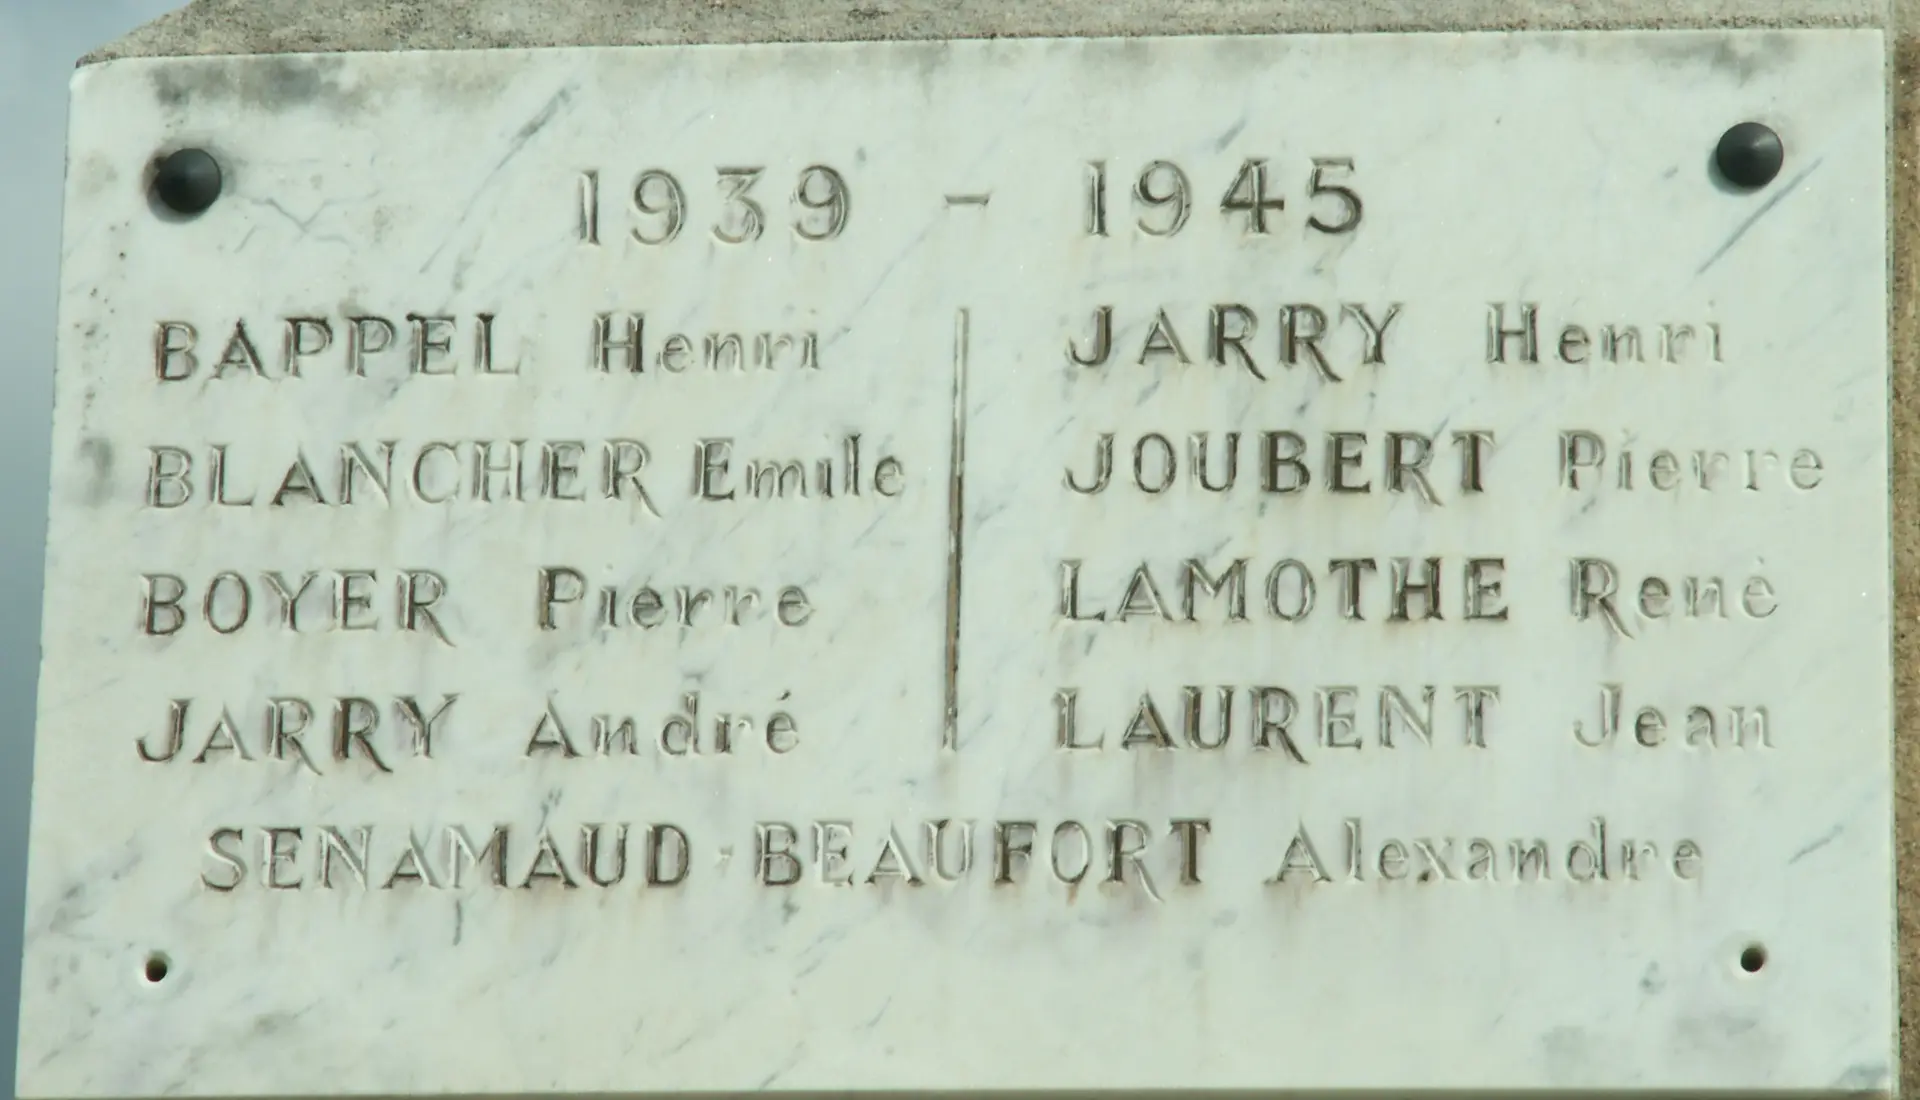 1939 - 1945
BAPPEL Henri
BLANCHER Emile
BOYER Pierre
JARRY André
JARRY Henri
JOUBERT Pierre
LAMOTHE René
LAURENT Jean
SENAMAUD-BEAUFORT Alexandre